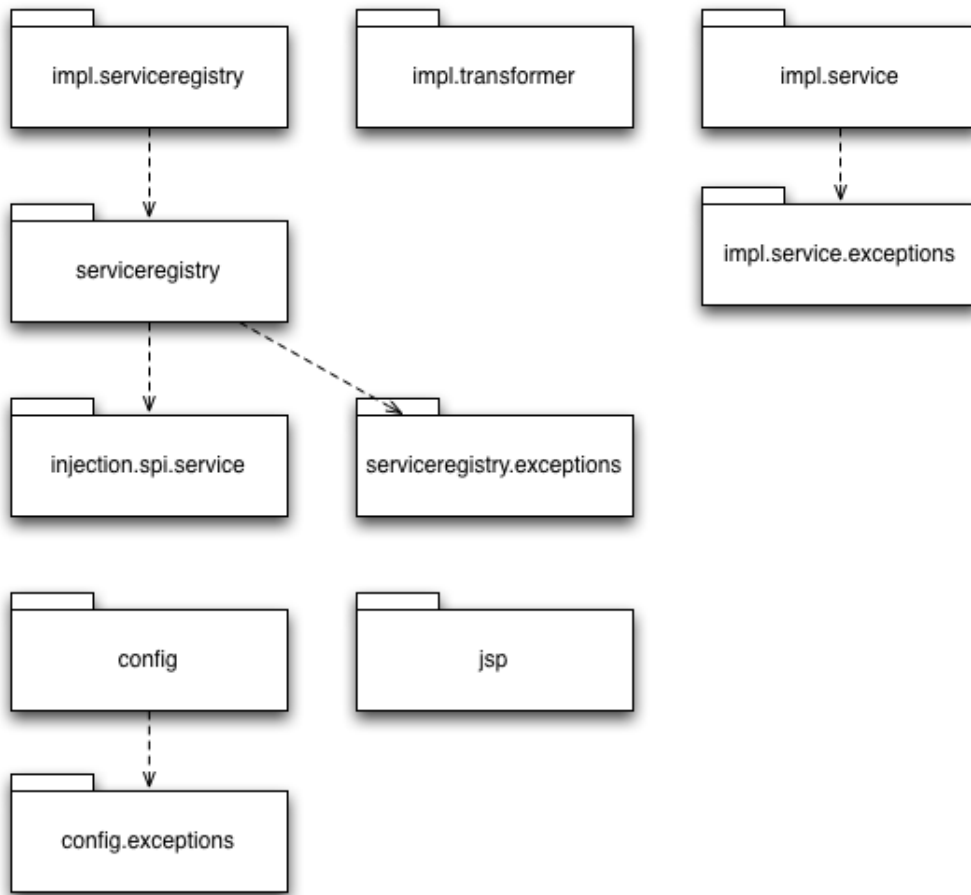 impl.serviceregistry
impl.transformer
impl.service
serviceregistry
impl.service.exceptions
injection.spi.service
serviceregistry.exceptions
config
jsp
config.exceptions